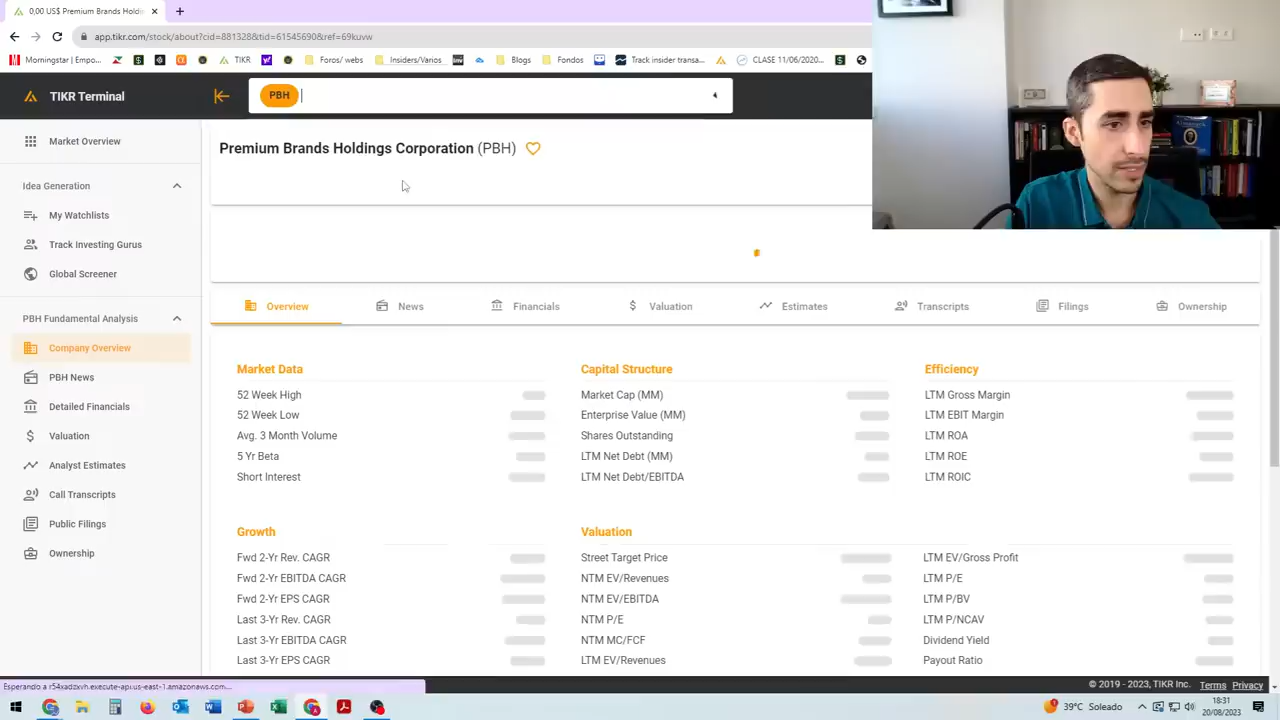 0,00 US$ Premium Brands Holdin
app.tikr.com/stock/about?cid=881328&tid=61545690&ref=69kuvw
Morningstar | Empo...
TIKR
Foros/ webs
Insiders/Varios
Blogs
Fondos
Track insider transa...
CLASE 11/06/2020...
TIKR Terminal
PBH
Premium Brands Holdings Corporation (PBH)
Market Overview
Idea Generation
My Watchlists
Track Investing Gurus
Global Screener
PBH Fundamental Analysis
Company Overview
PBH News
Detailed Financials
Valuation
Analyst Estimates
Call Transcripts
Public Filings
Ownership
Overview
News
Financials
Valuation
Estimates
Transcripts
Filings
Ownership
Market Data
52 Week High
52 Week Low
Avg. 3 Month Volume
5 Yr Beta
Short Interest
Capital Structure
Market Cap (MM)
Enterprise Value (MM)
Shares Outstanding
LTM Net Debt (MM)
LTM Net Debt/EBITDA
Efficiency
LTM Gross Margin
LTM EBIT Margin
LTM ROA
LTM ROE
LTM ROIC
Growth
Fwd 2-Yr Rev. CAGR
Fwd 2-Yr EBITDA CAGR
Fwd 2-Yr EPS CAGR
Last 3-Yr Rev. CAGR
Last 3-Yr EBITDA CAGR
Last 3-Yr EPS CAGR
Valuation
Street Target Price
NTM EV/Revenues
NTM EV/EBITDA
NTM P/E
NTM MC/FCF
LTM EV/Revenues
LTM EV/Gross Profit
LTM P/E
LTM P/BV
LTM P/NCAV
Dividend Yield
Payout Ratio
Esperando a r54xadzxvh.execute-api.us-east-1.amazonaws.com...
© 2019 - 2023, TIKR Inc. Terms Privacy
39°C Soleado
18:31
20/08/2023